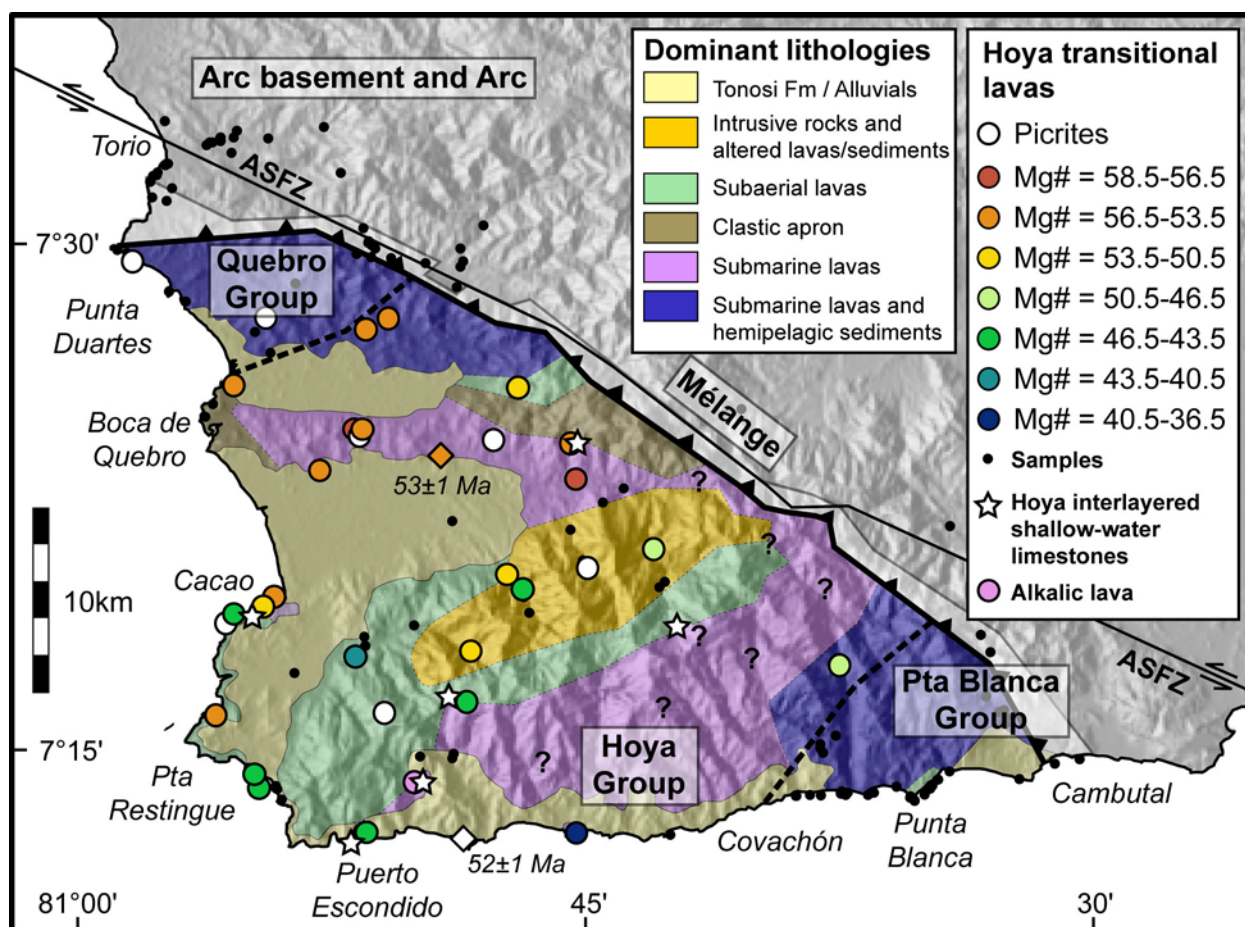 Arc basement and Arc
Torio
ASFZ
7°30'
Quebro
Group
Punta
Duartes
Boca de
Quebro
53±1 Ma
Mélange
?
?
Cacao
?
10km
?
?
?
ASFZ
Pta Blanca
Group
7°15'
Hoya
Group
?
Pta
Restingue
Cambutal
Covachón
Punta
Blanca
52±1 Ma
Puerto
Escondido
81°00'
45'
30'
Dominant lithologies
Tonosi Fm / Alluvials
Intrusive rocks and
altered lavas/sediments
Subaerial lavas
Clastic apron
Submarine lavas
Submarine lavas and
hemipelagic sediments
Hoya transitional
lavas
Picrites
Mg# = 58.5-56.5
Mg# = 56.5-53.5
Mg# = 53.5-50.5
Mg# = 50.5-46.5
Mg# = 46.5-43.5
Mg# = 43.5-40.5
Mg# = 40.5-36.5
Samples
Hoya interlayered
shallow-water
limestones
Alkalic lava